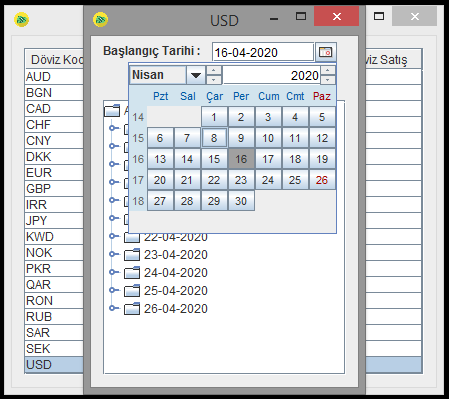 USD
Başlangıç Tarihi : 16-04-2020
Nisan 2020
Pzt Sal Çar Per Cum Cmt Paz
14 1 2 3 4 5
15 6 7 8 9 10 11 12
16 13 14 15 16 17 18 19
17 20 21 22 23 24 25 26
18 27 28 29 30
22-04-2020
23-04-2020
24-04-2020
25-04-2020
26-04-2020
Döviz
Satış
AUD
BGN
CAD
CHF
CNY
DKK
EUR
GBP
IRR
JPY
KWD
NOK
PKR
QAR
RON
RUB
SAR
SEK
USD